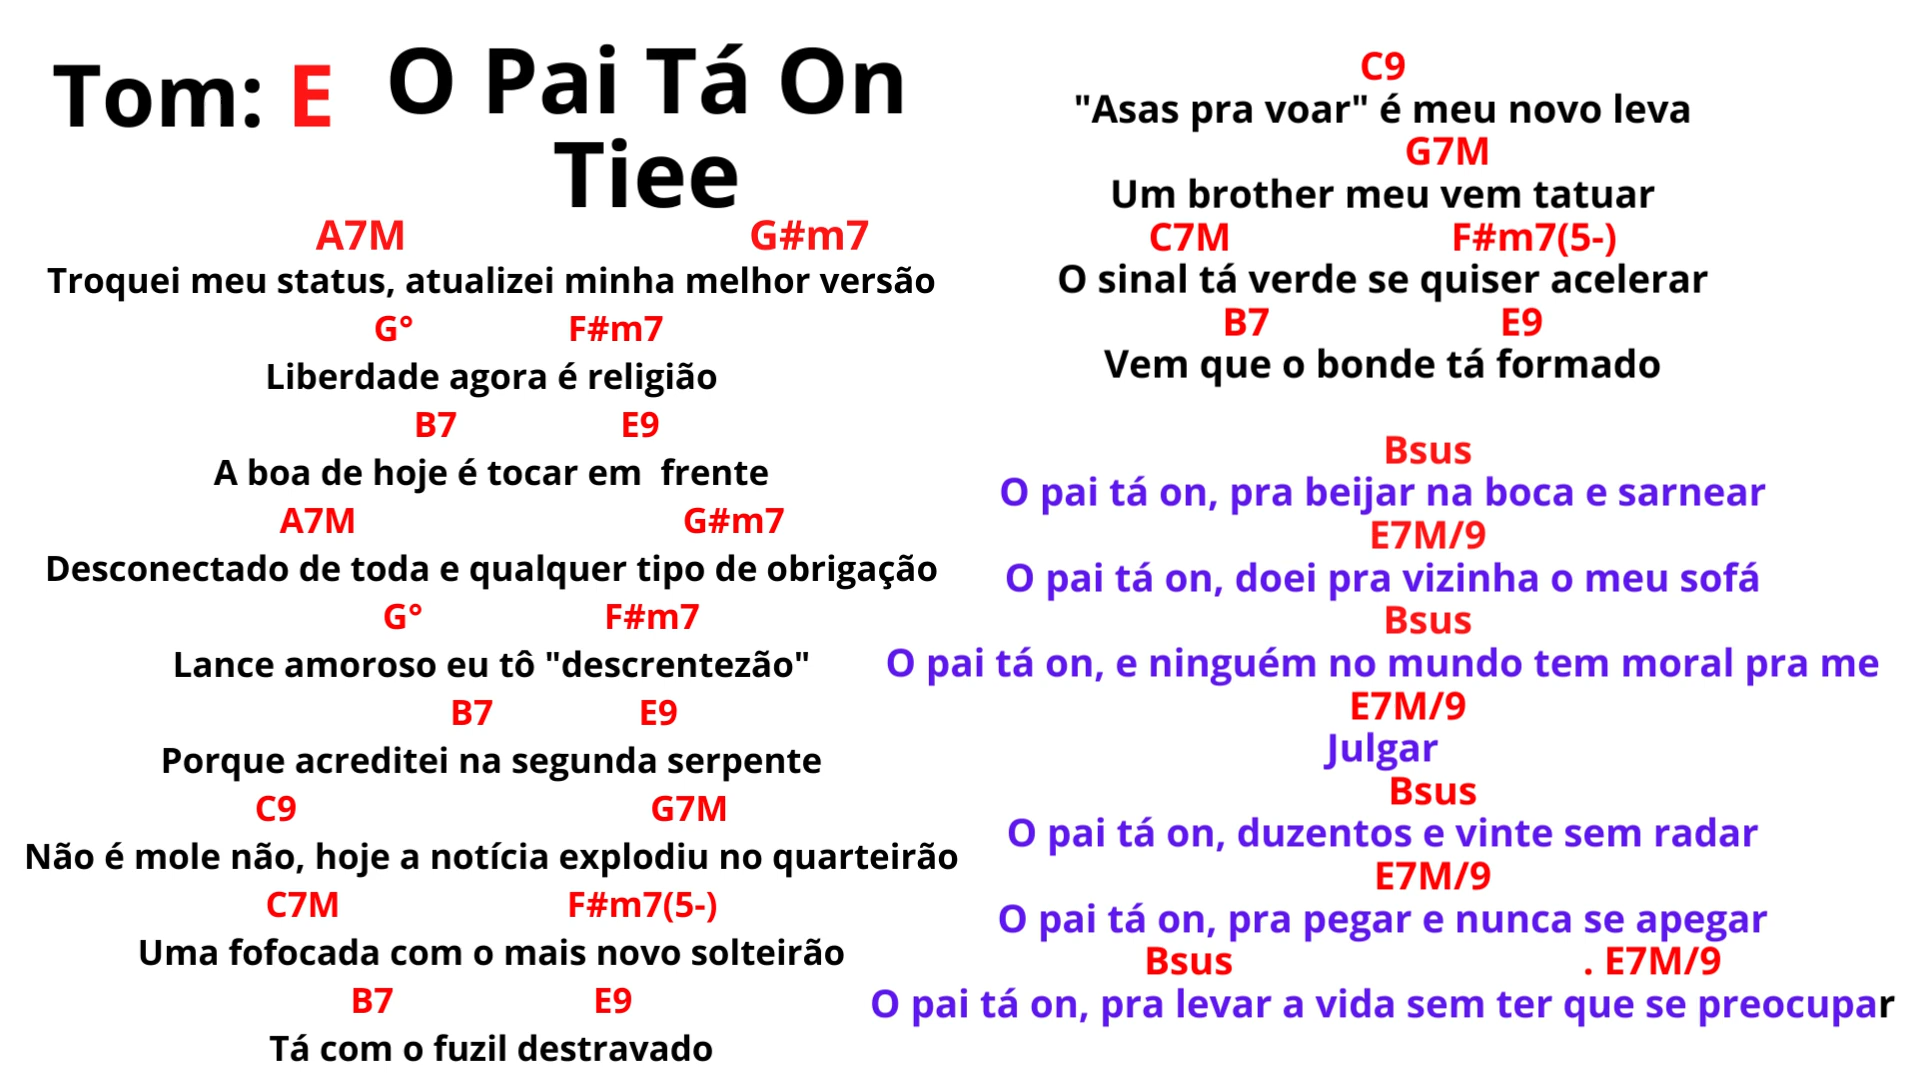 Tom: E
O Pai Tá On
Tiee
A7M G#m7
Troquei meu status, atualizei minha melhor versão
G° F#m7
Liberdade agora é religião
B7 E9
A boa de hoje é tocar em  frente
A7M G#m7
Desconectado de toda e qualquer tipo de obrigação
G° F#m7
Lance amoroso eu tô "descrentezão"
B7 E9
Porque acreditei na segunda serpente
C9 G7M
Não é mole não, hoje a notícia explodiu no quarteirão
C7M F#m7(5-)
Uma fofocada com o mais novo solteirão
B7 E9
Tá com o fuzil destravado
C9
"Asas pra voar" é meu novo leva
G7M
Um brother meu vem tatuar
C7M F#m7(5-)
O sinal tá verde se quiser acelerar
B7 E9
Vem que o bonde tá formado
Bsus
O pai tá on, pra beijar na boca e sarnear
E7M/9
O pai tá on, doei pra vizinha o meu sofá
Bsus
O pai tá on, e ninguém no mundo tem moral pra me
E7M/9
Julgar
Bsus
O pai tá on, duzentos e vinte sem radar
E7M/9
O pai tá on, pra pegar e nunca se apegar
Bsus . E7M/9
O pai tá on, pra levar a vida sem ter que se preocupar